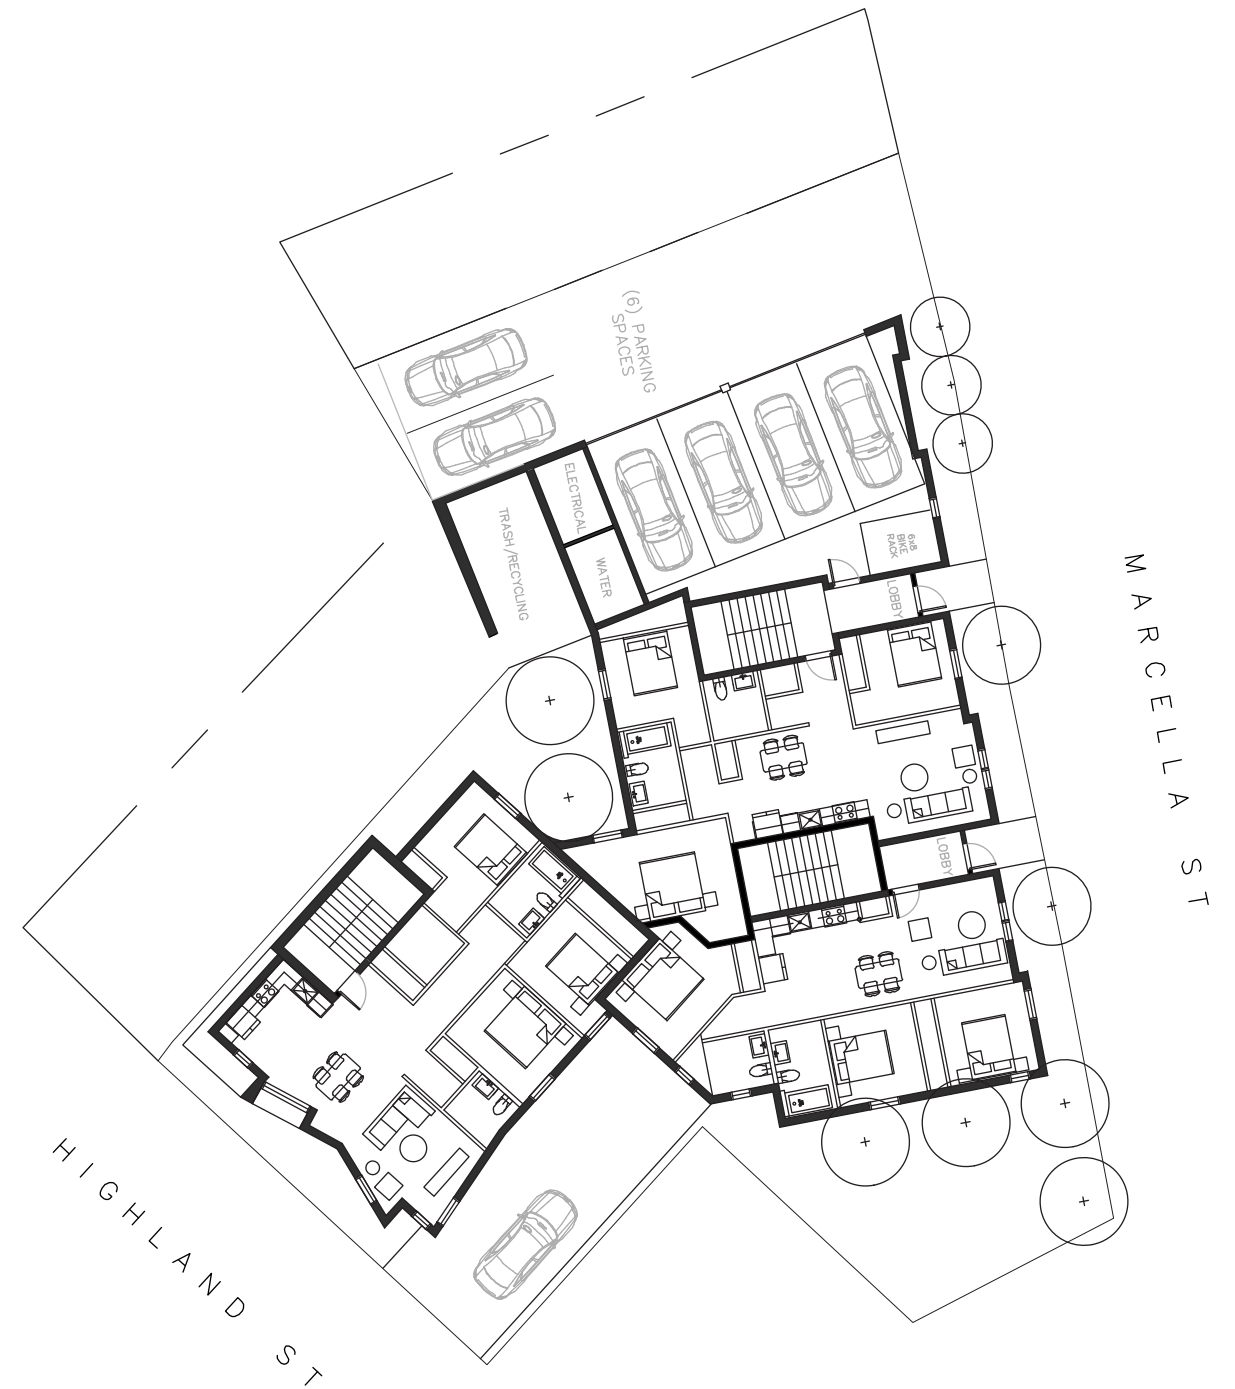 (6) PARKING
SPACES
ELECTRICAL
TRASH/RECYCLING
WATER
6x8
BIKE
RACK
LOBBY
MARCELLA ST
LOBBY
HIGHLAND ST